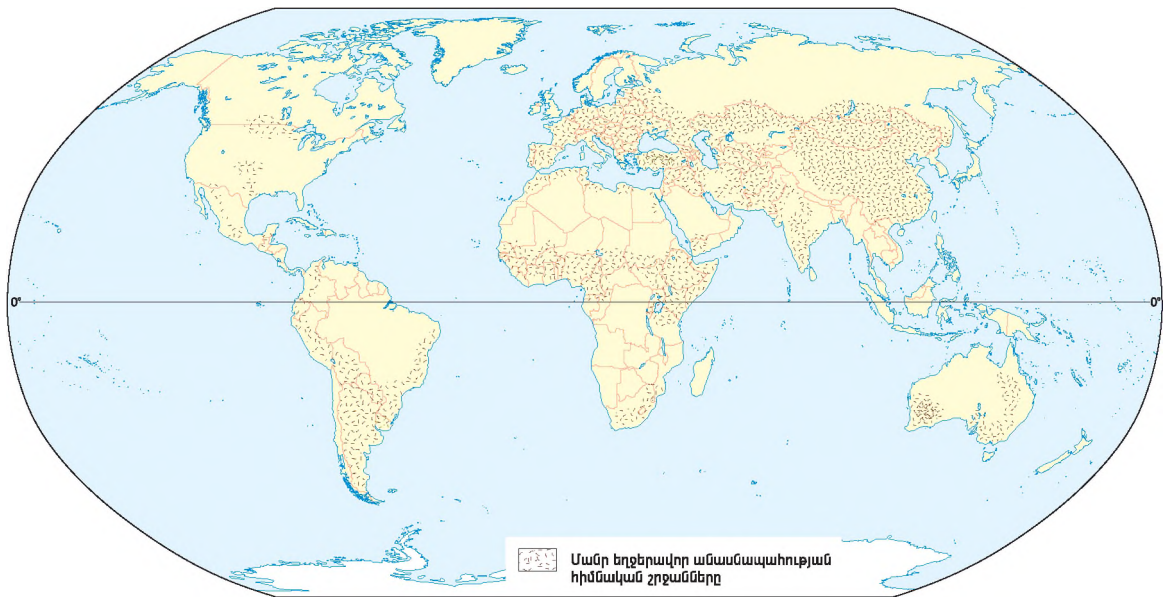 0°
0°
Մանր եղջերավոր անասնապահության
հիմնական շրջանները